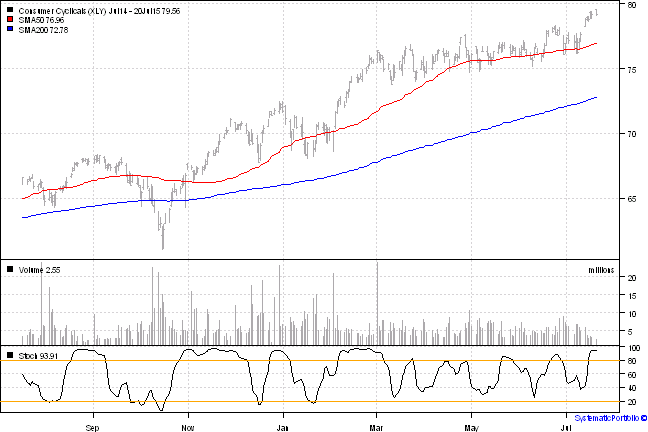 Consumer Cyclicals (XLY) Jul14 - 20Jul15 79.56
SMA50 76.96
SMA200 72.78
80
75
70
65
Volume 2.55
millions
20
15
10
5
Stoch 93.91
100
80
60
40
20
Sep
Nov
Jan
Mar
May
Jul
SystematicPortfolio ©